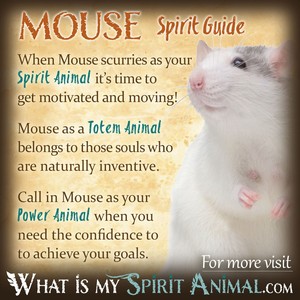 MOUSE Spirit Guide
When Mouse scurries as your
Spirit Animal it's time to
get motivated and moving!
Mouse as a Totem Animal
belongs to those souls who
are naturally inventive.
Call in Mouse as your
Power Animal when you
need the confidence to
to achieve your goals.
For more visit
WHAT IS MY SPIRIT ANIMAL.COM